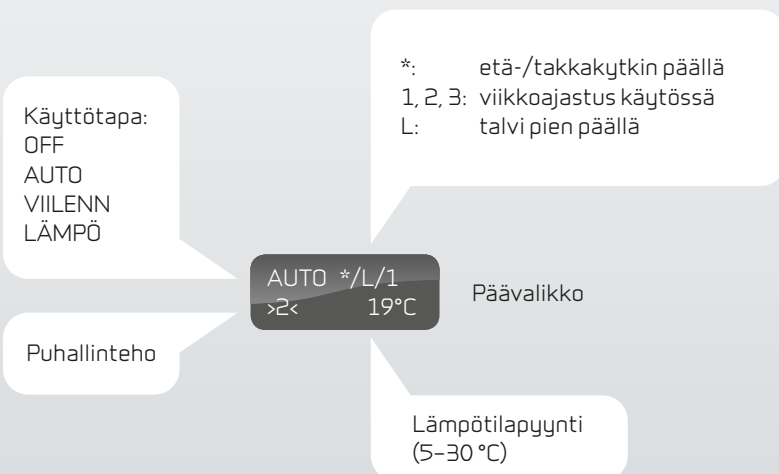 *: etä-/takkakytkin päällä
1, 2, 3: viikkoajastus käytössä
L: talvi pien päällä
Käyttötapa:
OFF
AUTO
VIILENN
LÄMPÖ
AUTO */L/1
>2< 19°C
Päävalikko
Puhallinteho
Lämpötilapyynti
(5–30 °C)